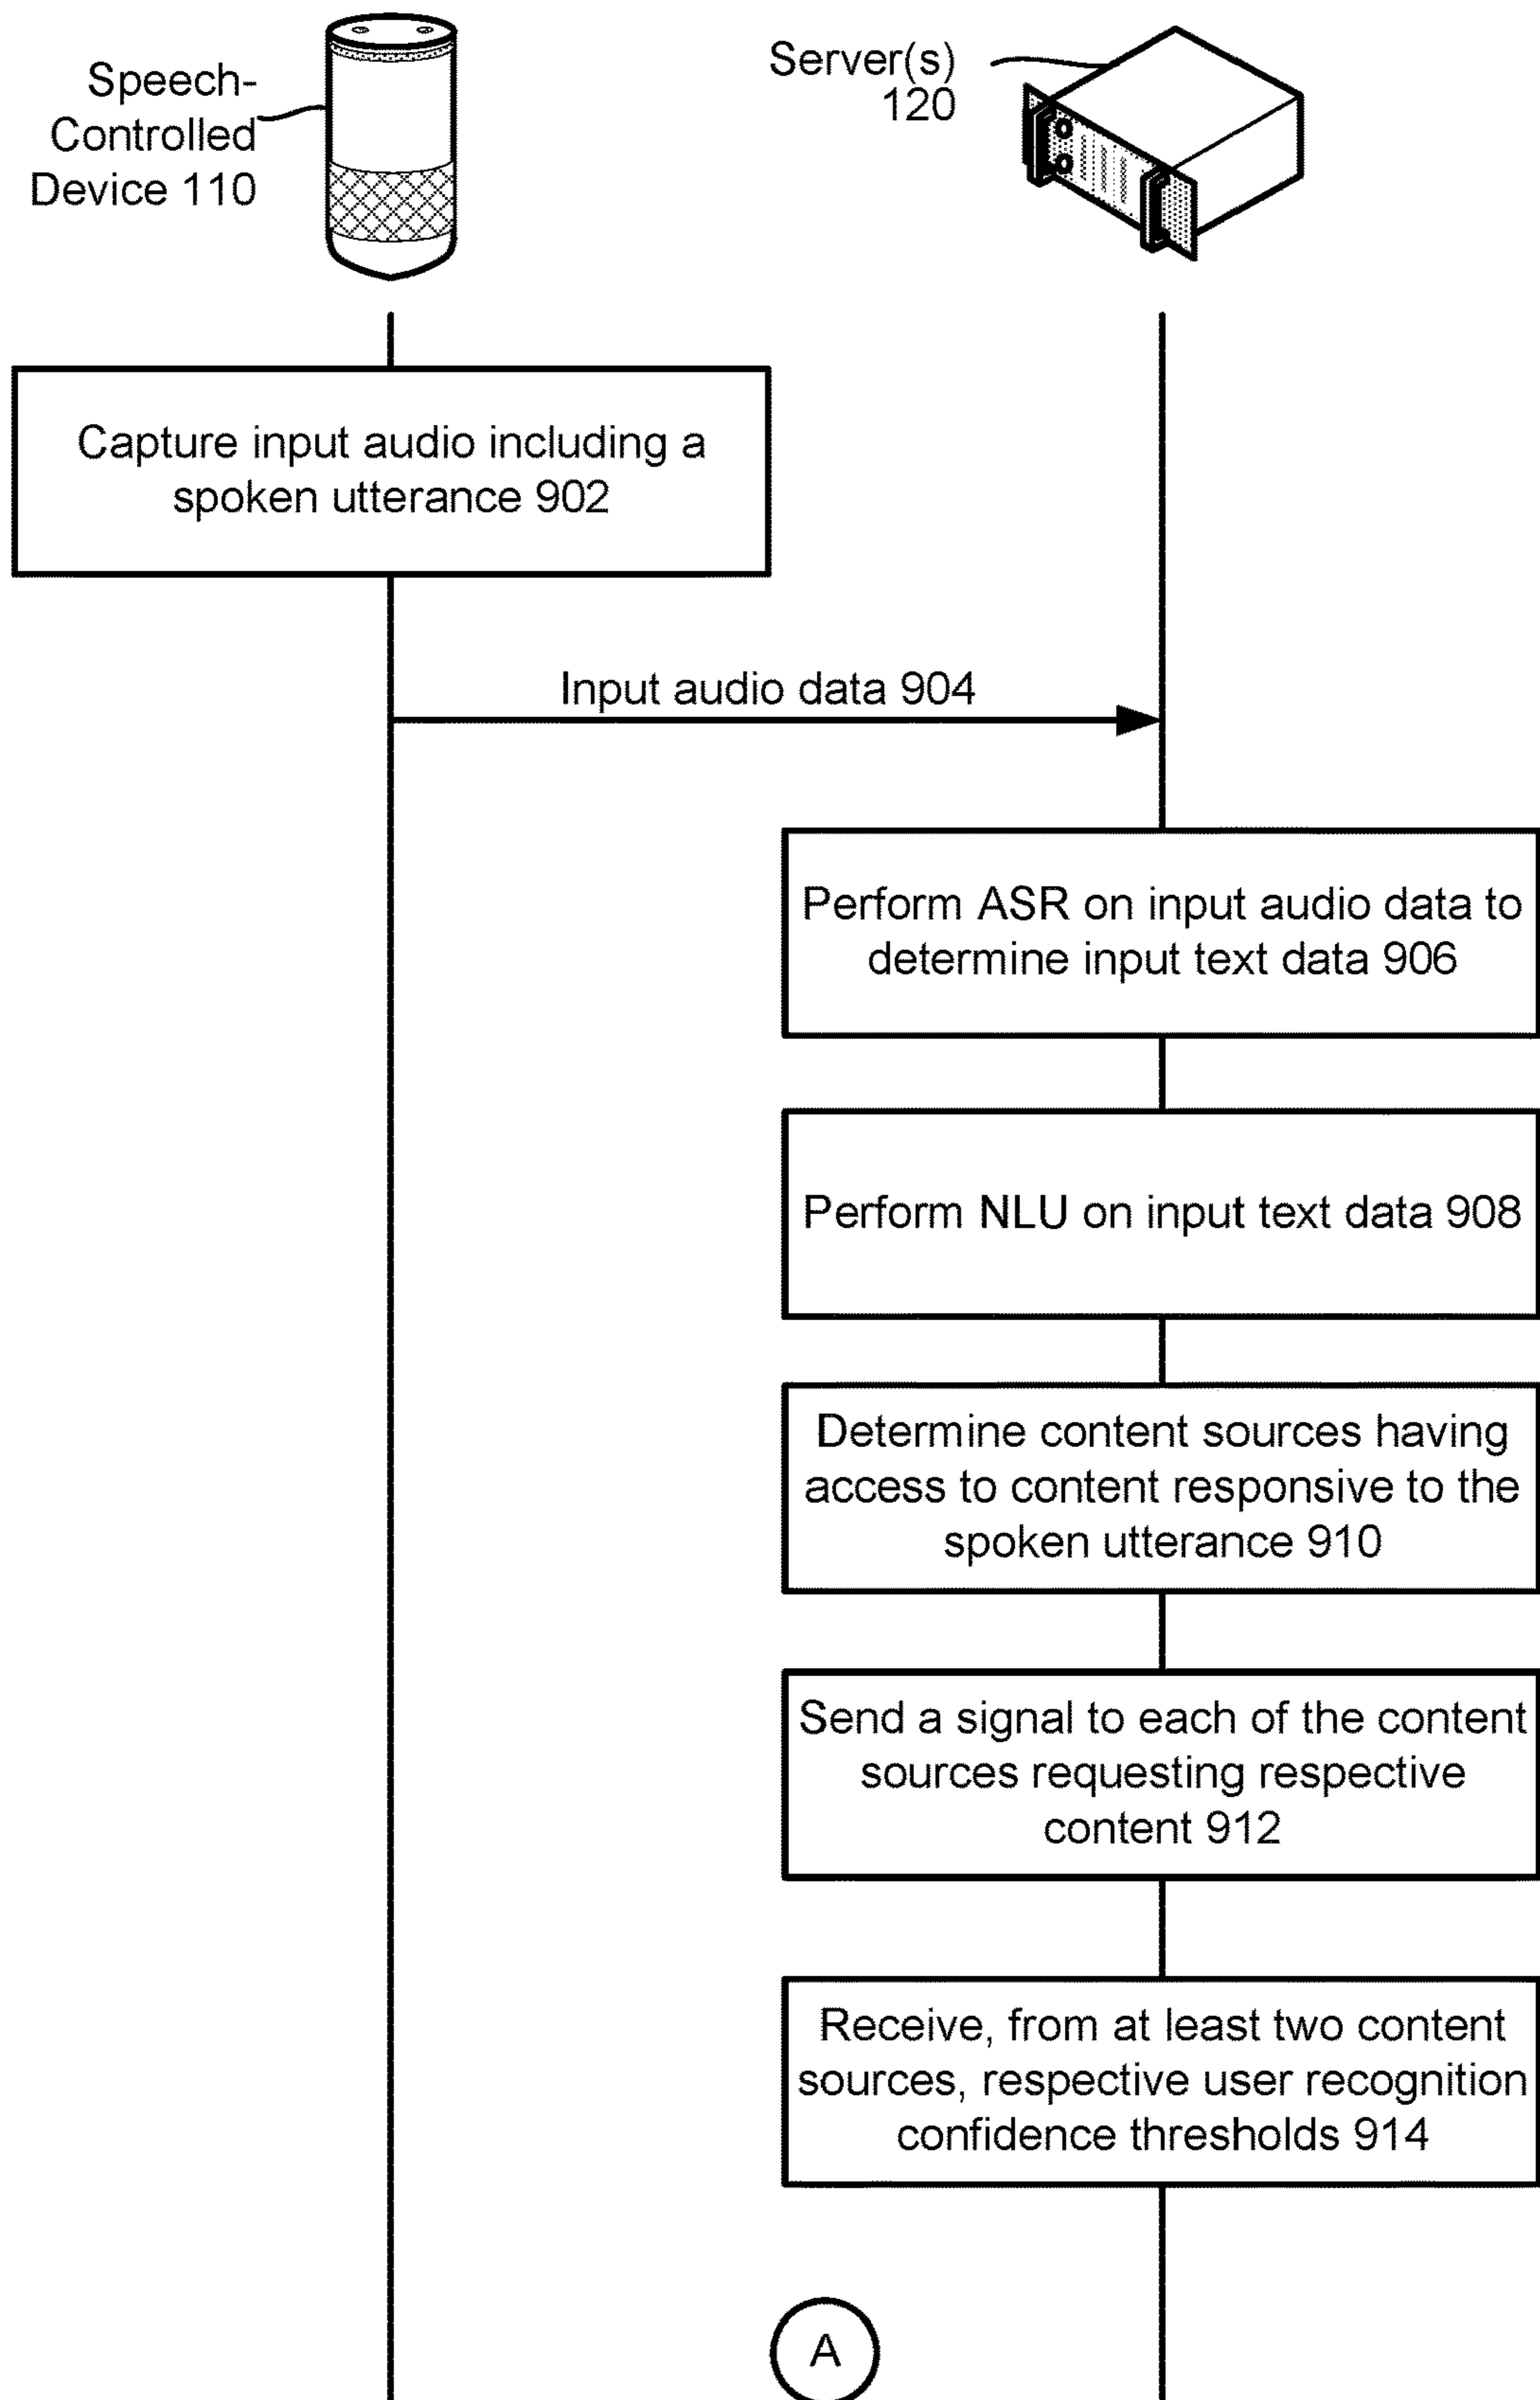 Speech-
Controlled
Device 110
Server(s)
120
Capture input audio including a
spoken utterance 902
Input audio data 904
Perform ASR on input audio data to
determine input text data 906
Perform NLU on input text data 908
Determine content sources having
access to content responsive to the
spoken utterance 910
Send a signal to each of the content
sources requesting respective
content 912
Receive, from at least two content
sources, respective user recognition
confidence thresholds 914
A